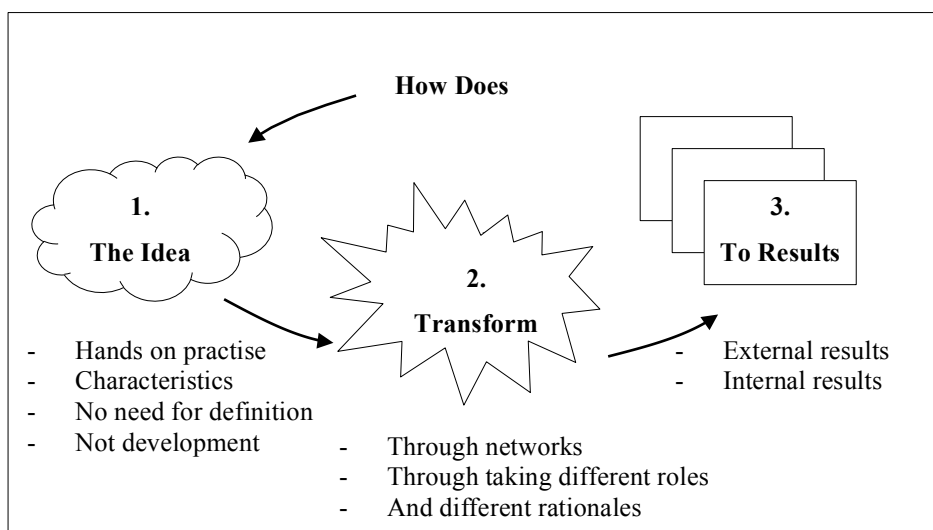 How Does
1.
The Idea
- Hands on practise
- Characteristics
- No need for definition
- Not development
2.
Transform
- Through networks
- Through taking different roles
- And different rationales
3.
To Results
- External results
- Internal results